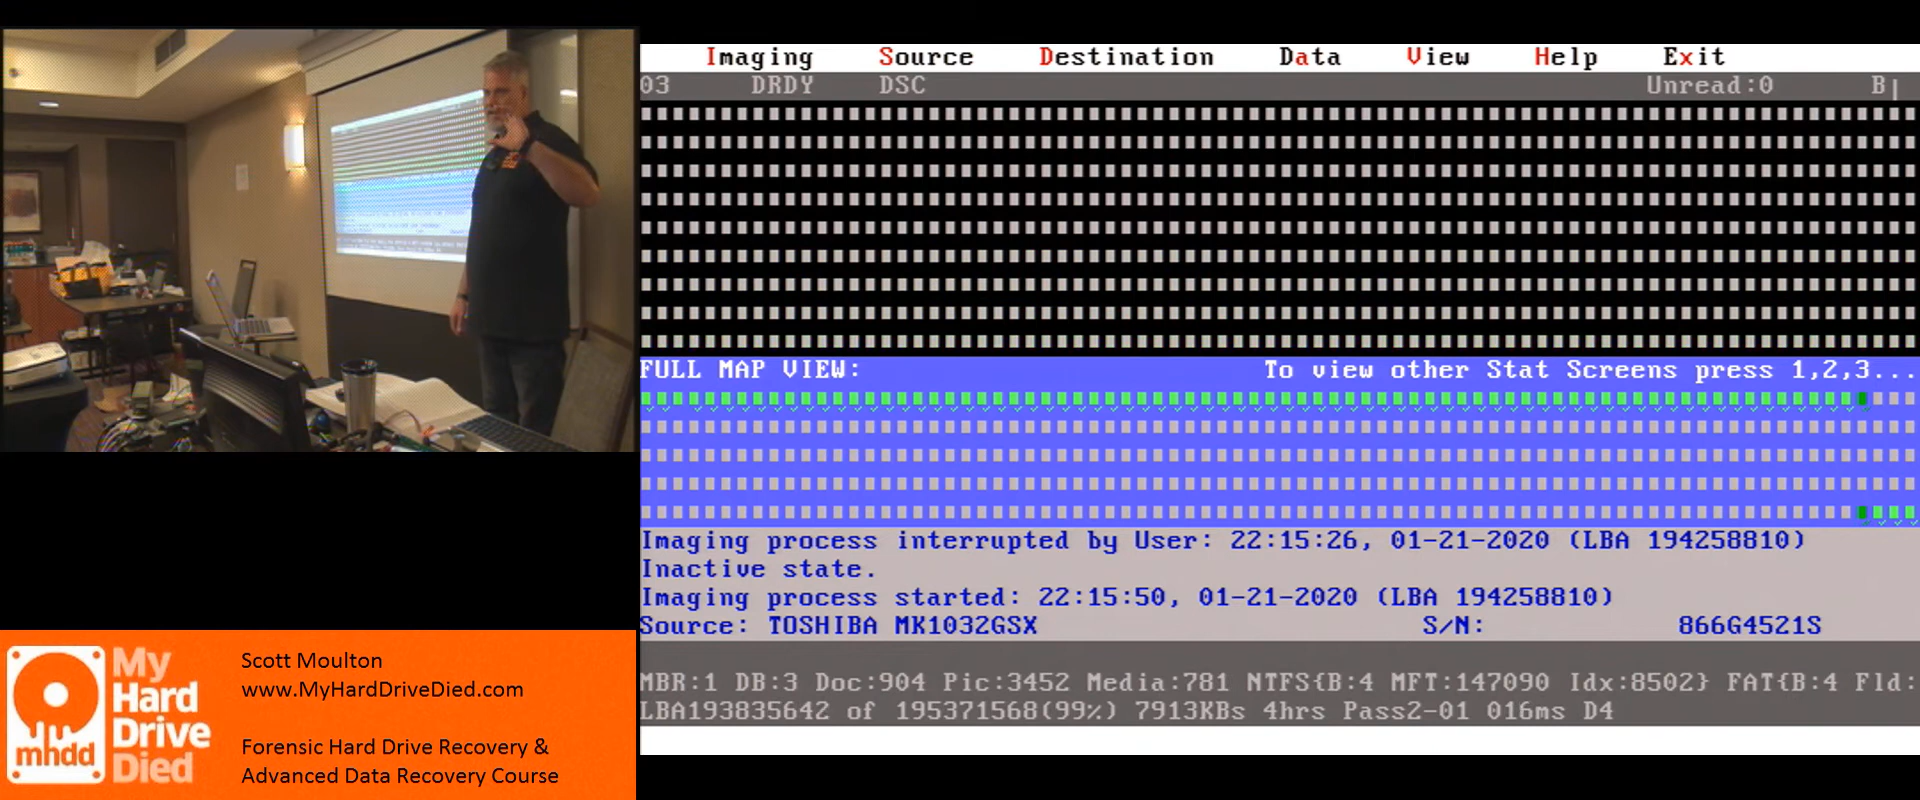 Imaging Source Destination Data View Help Exit
03 DRDY DSC Unread:0 B|
FULL MAP VIEW: To view other Stat Screens press 1,2,3...
Imaging process interrupted by User: 22:15:26, 01-21-2020 (LBA 194258810)
Inactive state.
Imaging process started: 22:15:50, 01-21-2020 (LBA 194258810)
Source: TOSHIBA MK1032GSX S/N: 866G4521S
MBR:1 DB:3 Doc:904 Pic:3452 Media:781 NTFS{B:4 MFT:147090 Idx:8502} FAT{B:4 Fld:
LBA193835642 of 195371568(99%) 7913KBs 4hrs Pass2-01 016ms D4
My
Hard
Drive
Died
mhdd
Scott Moulton
www.MyHardDriveDied.com
Forensic Hard Drive Recovery &
Advanced Data Recovery Course